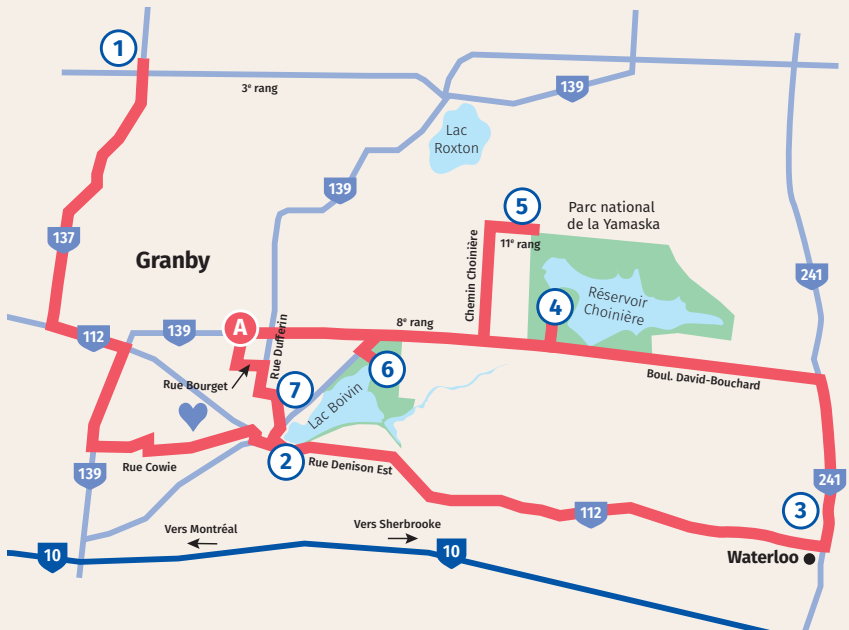 1
3e rang
139
Lac
Roxton
139
5
Parc national
de la Yamaska
11e rang
Chemin Choinière
137
Granby
241
4
Réservoir
Choinière
112
139
A
Rue Dufferin
8e rang
Boul. David-Bouchard
Rue Bourget
7
6
Lac Boivin
2
Rue Denison Est
Rue Cowie
139
241
3
112
Vers Montréal
Vers Sherbrooke
10
10
Waterloo